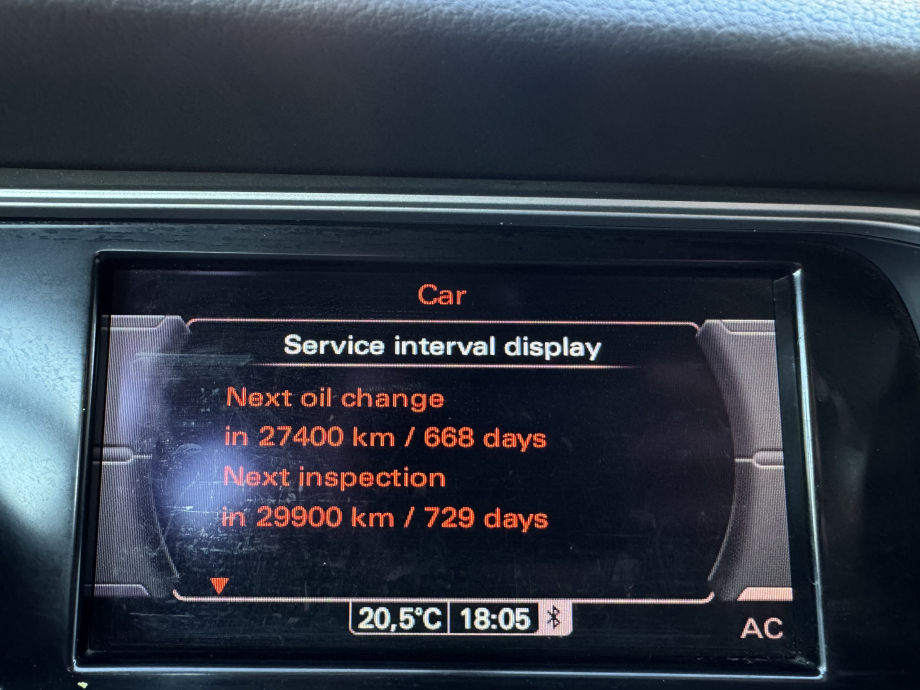 Car
Service interval display
Next oil change
in 27400 km / 668 days
Next inspection
in 29900 km / 729 days
20,5°C 18:05
AC